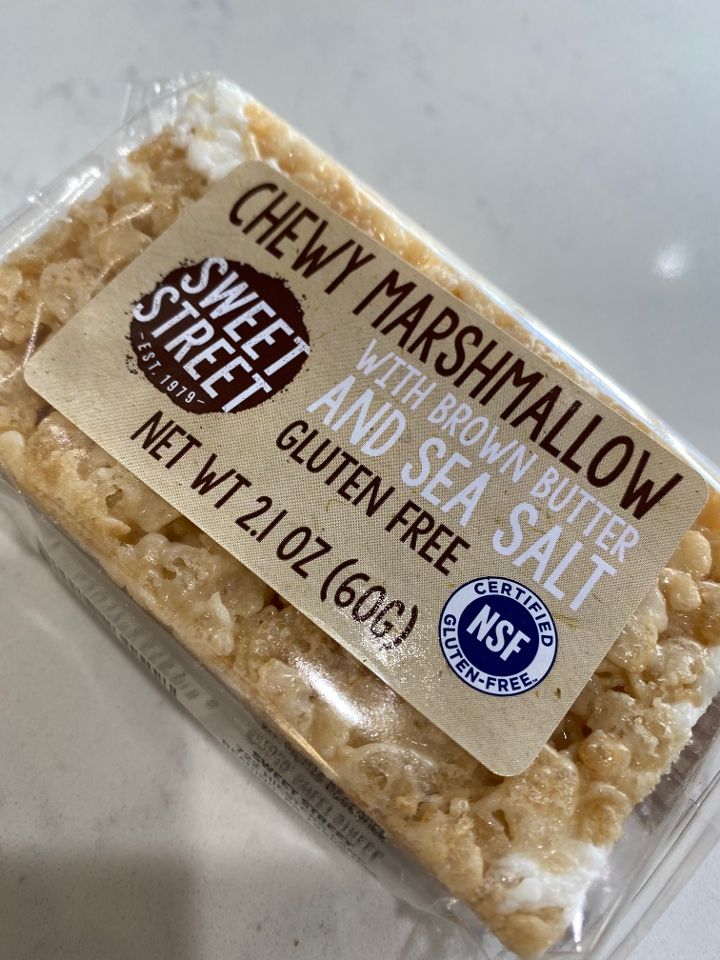 CHEWY MARSHMALLOW
WITH BROWN BUTTER
AND SEA SALT
GLUTEN FREE
NET WT 2.1 OZ (60G)
SWEET
STREET
-EST. 1979-
CERTIFIED
NSF
GLUTEN-FREE™